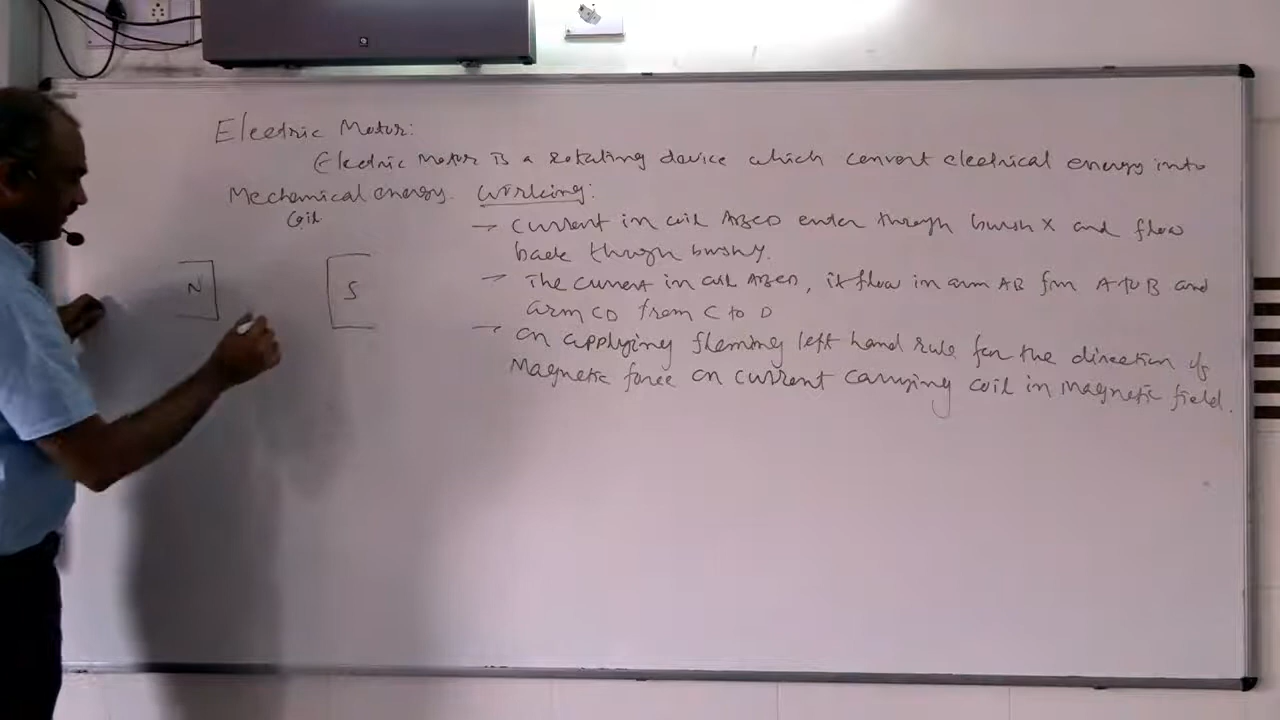 Electric Motor:
Electric Motor is a rotating device which convert electrical energy into
Mechanical energy. Working:
Coil
→ Current in coil ABCD enter through bursh X and flow
back through bursh Y.
N
S
→ The current in coil ABCD, it flow in arm AB from A to B and
arm CD from C to D
→ on applying fleming left hand rule for the direction of
Magnetic force on current carrying coil in magnetic field.